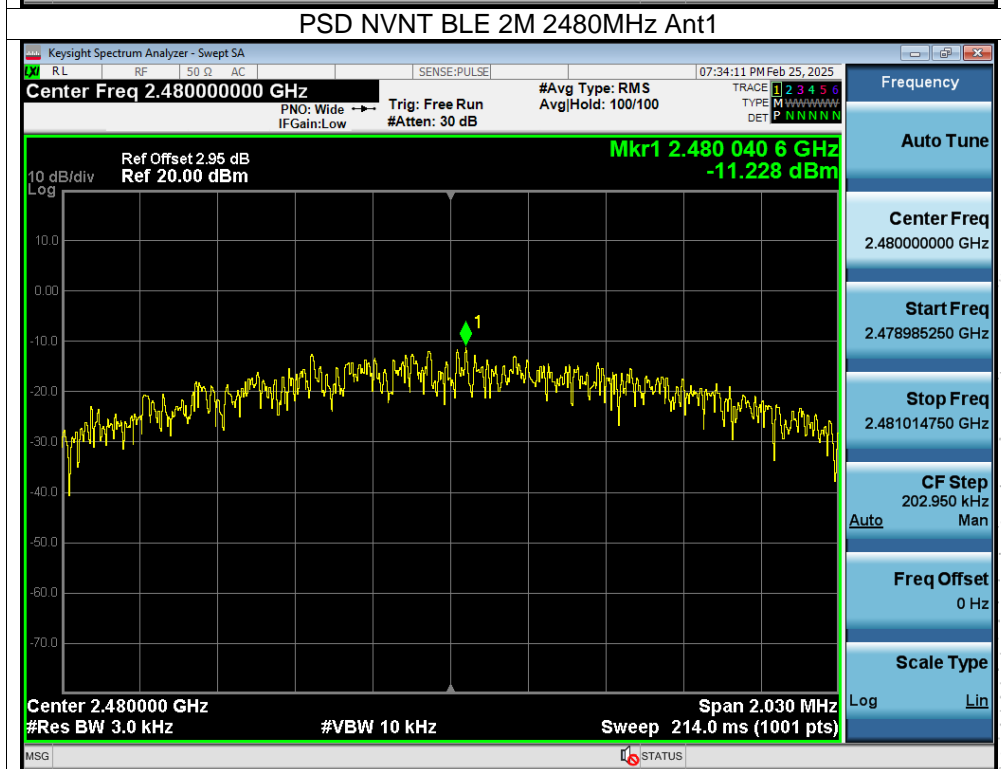 PSD NVNT BLE 2M 2480MHz Ant1
Keysight Spectrum Analyzer - Swept SA
LXI RL RF 50 Ω AC SENSE:PULSE 07:34:11 PM Feb 25, 2025
Center Freq 2.480000000 GHz
PNO: Wide
IFGain:Low
Trig: Free Run
#Atten: 30 dB
#Avg Type: RMS
Avg|Hold: 100/100
TRACE 1 2 3 4 5 6
TYPE M WWWWW
DET P N N N N N
Mkr1 2.480 040 6 GHz
-11.228 dBm
Ref Offset 2.95 dB
10 dB/div Ref 20.00 dBm
Log
10.0
0.00
-10.0
-20.0
-30.0
-40.0
-50.0
-60.0
-70.0
1
Center 2.480000 GHz Span 2.030 MHz
#Res BW 3.0 kHz #VBW 10 kHz Sweep 214.0 ms (1001 pts)
MSG STATUS
Frequency
Auto Tune
Center Freq
2.480000000 GHz
Start Freq
2.478985250 GHz
Stop Freq
2.481014750 GHz
CF Step
202.950 kHz
Auto Man
Freq Offset
0 Hz
Scale Type
Log Lin